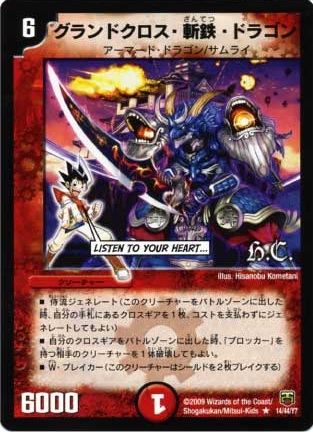 6
グランドクロス・斬鉄・ドラゴン
ざんてつ
アーマード・ドラゴン/サムライ
LISTEN TO YOUR HEART...
H.C.
illus. Hisanobu Kometani
クリーチャー
■ 侍流ジェネレート(このクリーチャーをバトルゾーンに出した
時、自分の手札にあるクロスギアを1枚、コストを支払わずにジェ
ネレートしてもよい)
■ 自分のクロスギアをクロスした時、「ブロッカー」を
持つ相手のクリーチャーを1体破壊してもよい。
■ W・ブレイカー(このクリーチャーはシールドを2枚ブレイクする)
6000
1
©2009 Wizards of the Coast/
Shogakukan/Mitsui-Kids ★ 14/44/Y7